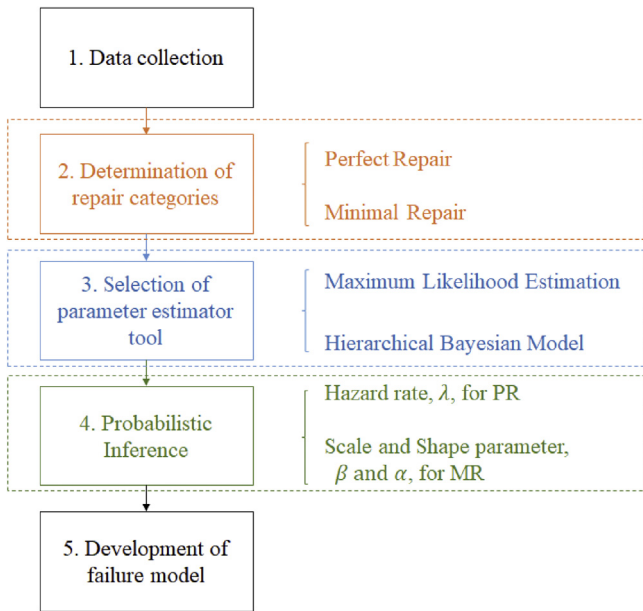 1. Data collection
2. Determination of
repair categories
Perfect Repair
Minimal Repair
3. Selection of
parameter estimator
tool
Maximum Likelihood Estimation
Hierarchical Bayesian Model
4. Probabilistic
Inference
Hazard rate, λ, for PR
Scale and Shape parameter,
β and α, for MR
5. Development of
failure model